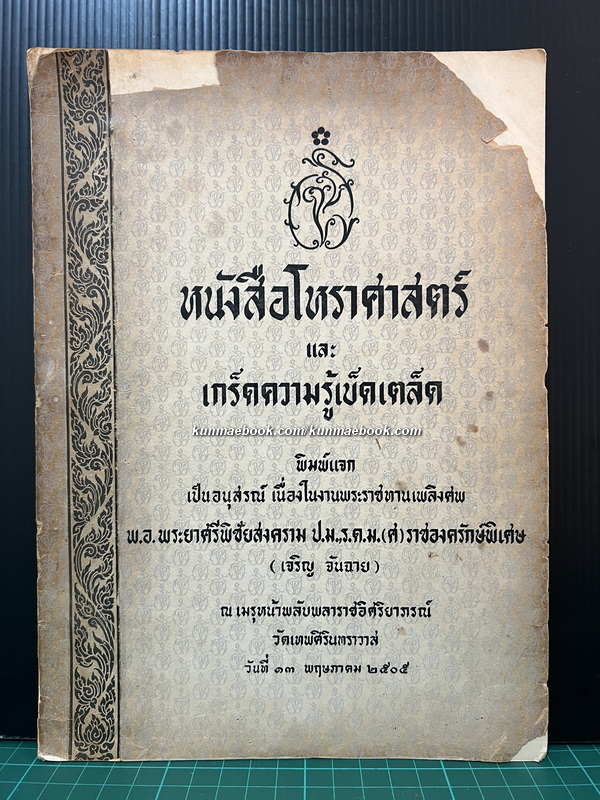 หนังสือโหราศาสตร์
และ
เกร็ดความรู้เบ็ดเตล็ด
kunmaebook.com/kunmaebook.com
พิมพ์แจก
เป็นอนุสรณ์ เนื่องในงานพระราชทานเพลิงศพ
พ.อ.พระยาศรีพิชัยสงคราม ป.ม.,ร.ด.ม.(ศ)ราชองครักษ์พิเศษ
(เจริญ จันฉาย)
ณ เมรุหน้าพลับพลาราชอิศริยาภรณ์
วัดเทพศิรินทราวาส
วันที่ ๑๓ พฤษภาคม ๒๕๐๕